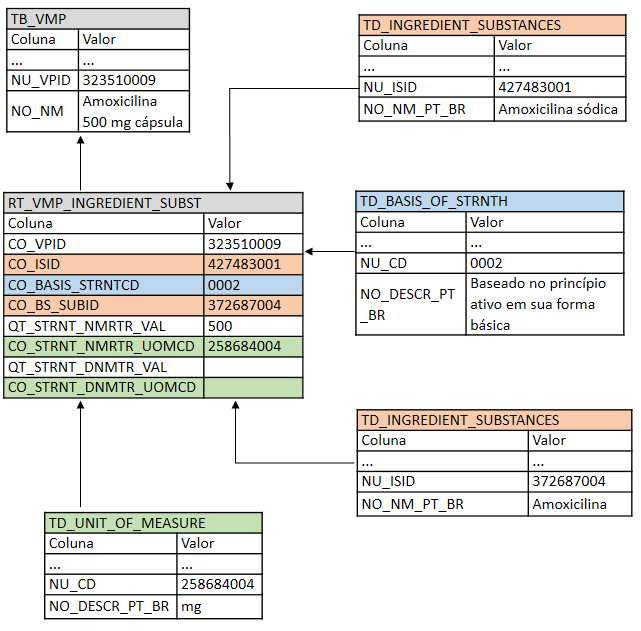 TB_VMP
Coluna Valor
... ...
NU_VPID 323510009
NO_NM Amoxicilina
500 mg cápsula
TD_INGREDIENT_SUBSTANCES
Coluna Valor
... ...
NU_ISID 427483001
NO_NM_PT_BR Amoxicilina sódica
RT_VMP_INGREDIENT_SUBST
Coluna Valor
CO_VPID 323510009
CO_ISID 427483001
CO_BASIS_STRNTCD 0002
CO_BS_SUBID 372687004
QT_STRNT_NMRTR_VAL 500
CO_STRNT_NMRTR_UOMCD 258684004
QT_STRNT_DNMTR_VAL
CO_STRNT_DNMTR_UOMCD
TD_BASIS_OF_STRNTH
Coluna Valor
... ...
NU_CD 0002
NO_DESCR_PT
_BR
Baseado no princípio
ativo em sua forma
básica
TD_INGREDIENT_SUBSTANCES
Coluna Valor
... ...
NU_ISID 372687004
NO_NM_PT_BR Amoxicilina
TD_UNIT_OF_MEASURE
Coluna Valor
... ...
NU_CD 258684004
NO_DESCR_PT_BR mg